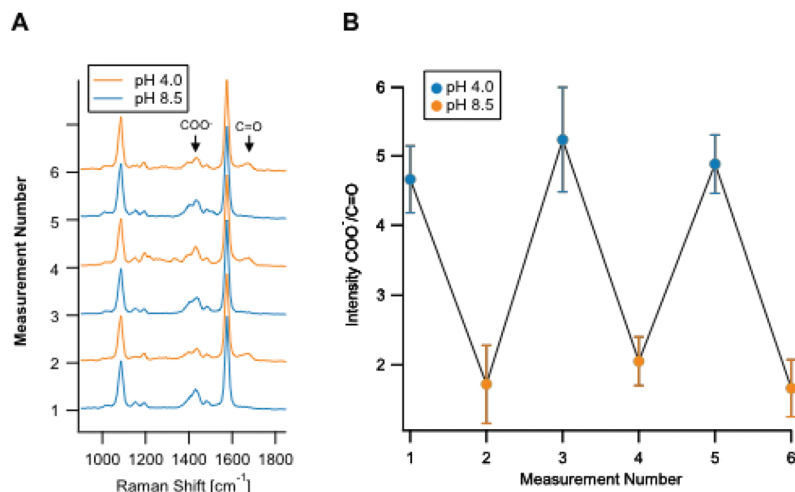 A
pH 4.0
pH 8.5
COO⁻ C=O
Measurement Number
6
5
4
3
2
1
1000 1200 1400 1600 1800
Raman Shift [cm⁻¹]
B
pH 4.0
pH 8.5
Intensity COO⁻/C=O
6
5
4
3
2
1 2 3 4 5 6
Measurement Number